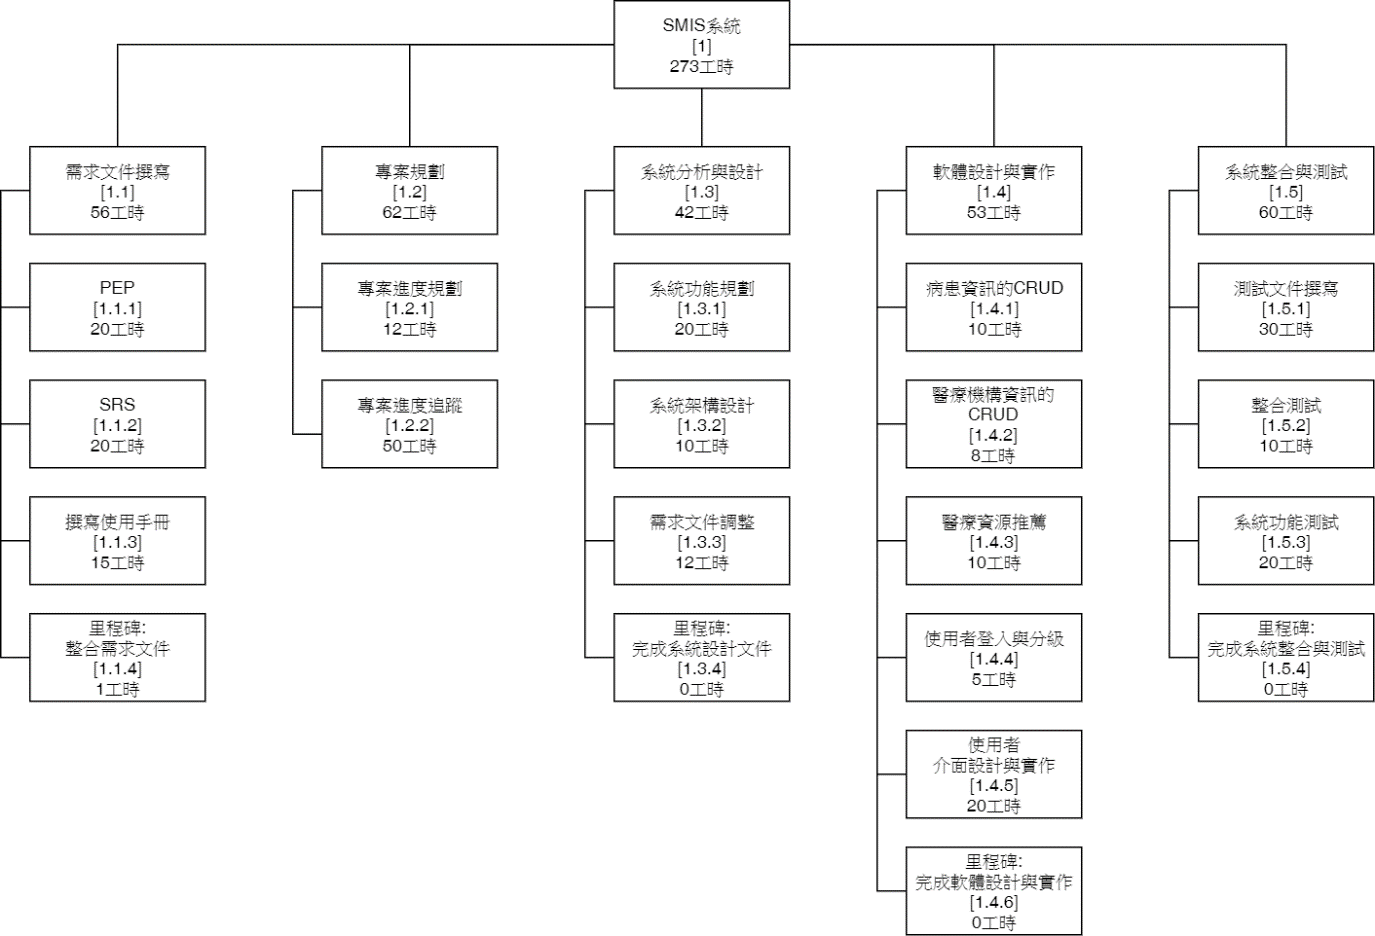 SMIS系統
[1]
273工時
需求文件撰寫
[1.1]
56工時
PEP
[1.1.1]
20工時
SRS
[1.1.2]
20工時
撰寫使用手冊
[1.1.3]
15工時
里程碑:
整合需求文件
[1.1.4]
1工時
專案規劃
[1.2]
62工時
專案進度規劃
[1.2.1]
12工時
專案進度追蹤
[1.2.2]
50工時
系統分析與設計
[1.3]
42工時
系統功能規劃
[1.3.1]
20工時
系統架構設計
[1.3.2]
10工時
需求文件調整
[1.3.3]
12工時
里程碑:
完成系統設計文件
[1.3.4]
0工時
軟體設計與實作
[1.4]
53工時
病患資訊的CRUD
[1.4.1]
10工時
醫療機構資訊的
CRUD
[1.4.2]
8工時
醫療資源推薦
[1.4.3]
10工時
使用者登入與分級
[1.4.4]
5工時
使用者
介面設計與實作
[1.4.5]
20工時
里程碑:
完成軟體設計與實作
[1.4.6]
0工時
系統整合與測試
[1.5]
60工時
測試文件撰寫
[1.5.1]
30工時
整合測試
[1.5.2]
10工時
系統功能測試
[1.5.3]
20工時
里程碑:
完成系統整合與測試
[1.5.4]
0工時